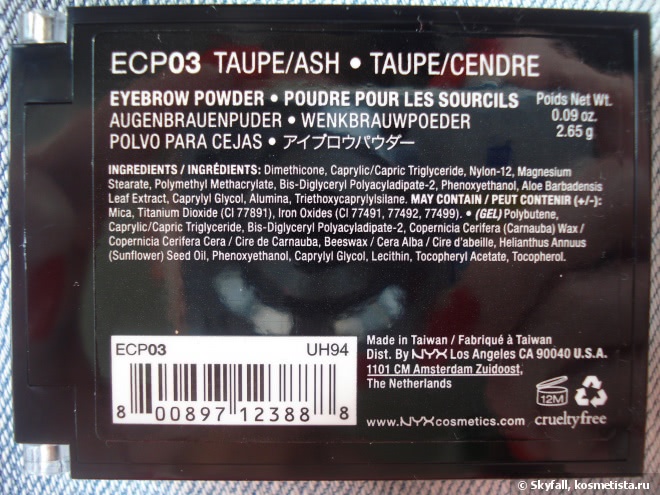 ECP03 TAUPE/ASH • TAUPE/CENDRE
EYEBROW POWDER • POUDRE POUR LES SOURCILS
AUGENBRAUENPUDER • WENKBRAUWPOEDER
POLVO PARA CEJAS • アイブロウパウダー
Poids Net Wt.
0.09 oz.
2.65 g
INGREDIENTS / INGRÉDIENTS: Dimethicone, Caprylic/Capric Triglyceride, Nylon-12, Magnesium
Stearate, Polymethyl Methacrylate, Bis-Diglyceryl Polyacyladipate-2, Phenoxyethanol, Aloe Barbadensis
Leaf Extract, Caprylyl Glycol, Alumina, Triethoxycaprylylsilane. MAY CONTAIN / PEUT CONTENIR (+/-):
Mica, Titanium Dioxide (CI 77891), Iron Oxides (CI 77491, 77492, 77499). • (GEL) Polybutene,
Caprylic/Capric Triglyceride, Bis-Diglyceryl Polyacyladipate-2, Copernicia Cerifera (Carnauba) Wax /
Copernicia Cerifera Cera / Cire de Carnauba, Beeswax / Cera Alba / Cire d'abeille, Helianthus Annuus
(Sunflower) Seed Oil, Phenoxyethanol, Caprylyl Glycol, Lecithin, Tocopheryl Acetate, Tocopherol.
ECP03 UH94
8 00897 12388 8
Made in Taiwan / Fabriqué à Taiwan
Dist. By NYX Los Angeles CA 90040 U.S.A.
1101 CM Amsterdam Zuidoost,
The Netherlands
12M
www.NYXcosmetics.com crueltyfree
© Skyfall, kosmetista.ru